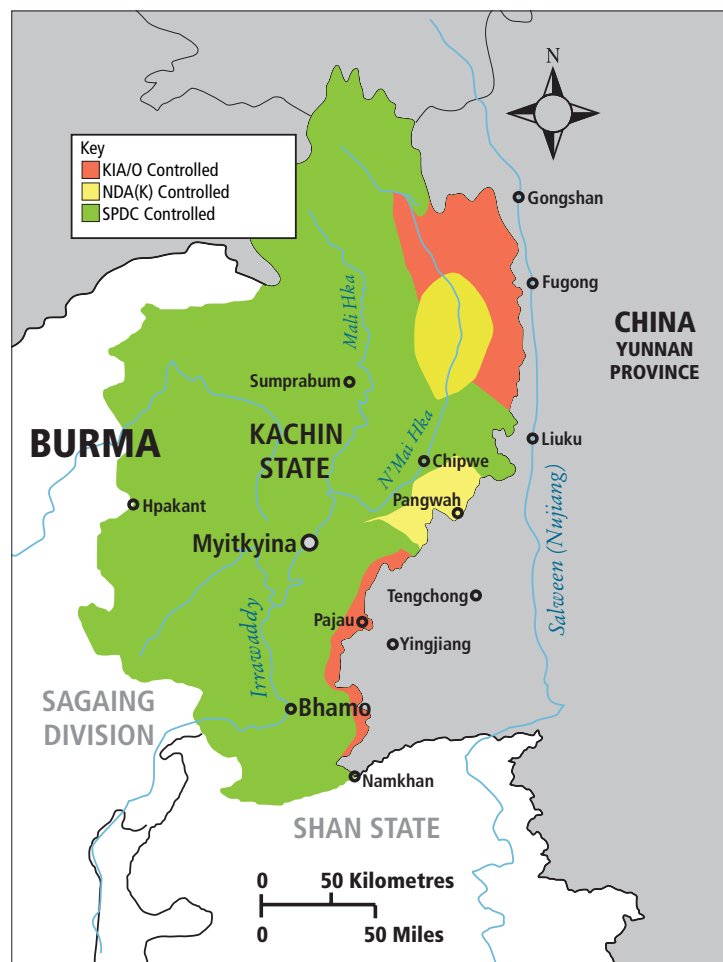 N
Key
KIA/O Controlled
NDA(K) Controlled
SPDC Controlled
Gongshan
Fugong
CHINA
YUNNAN
PROVINCE
Mali Hka
Sumprabum
BURMA
KACHIN
STATE
N'Mai Hka
Liuku
Chipwe
Hpakant
Pangwah
Salween (Nujiang)
Myitkyina
Tengchong
Pajau
Yingjiang
Irrawaddy
SAGAING
DIVISION
Bhamo
Namkhan
SHAN STATE
0 50 Kilometres
0 50 Miles